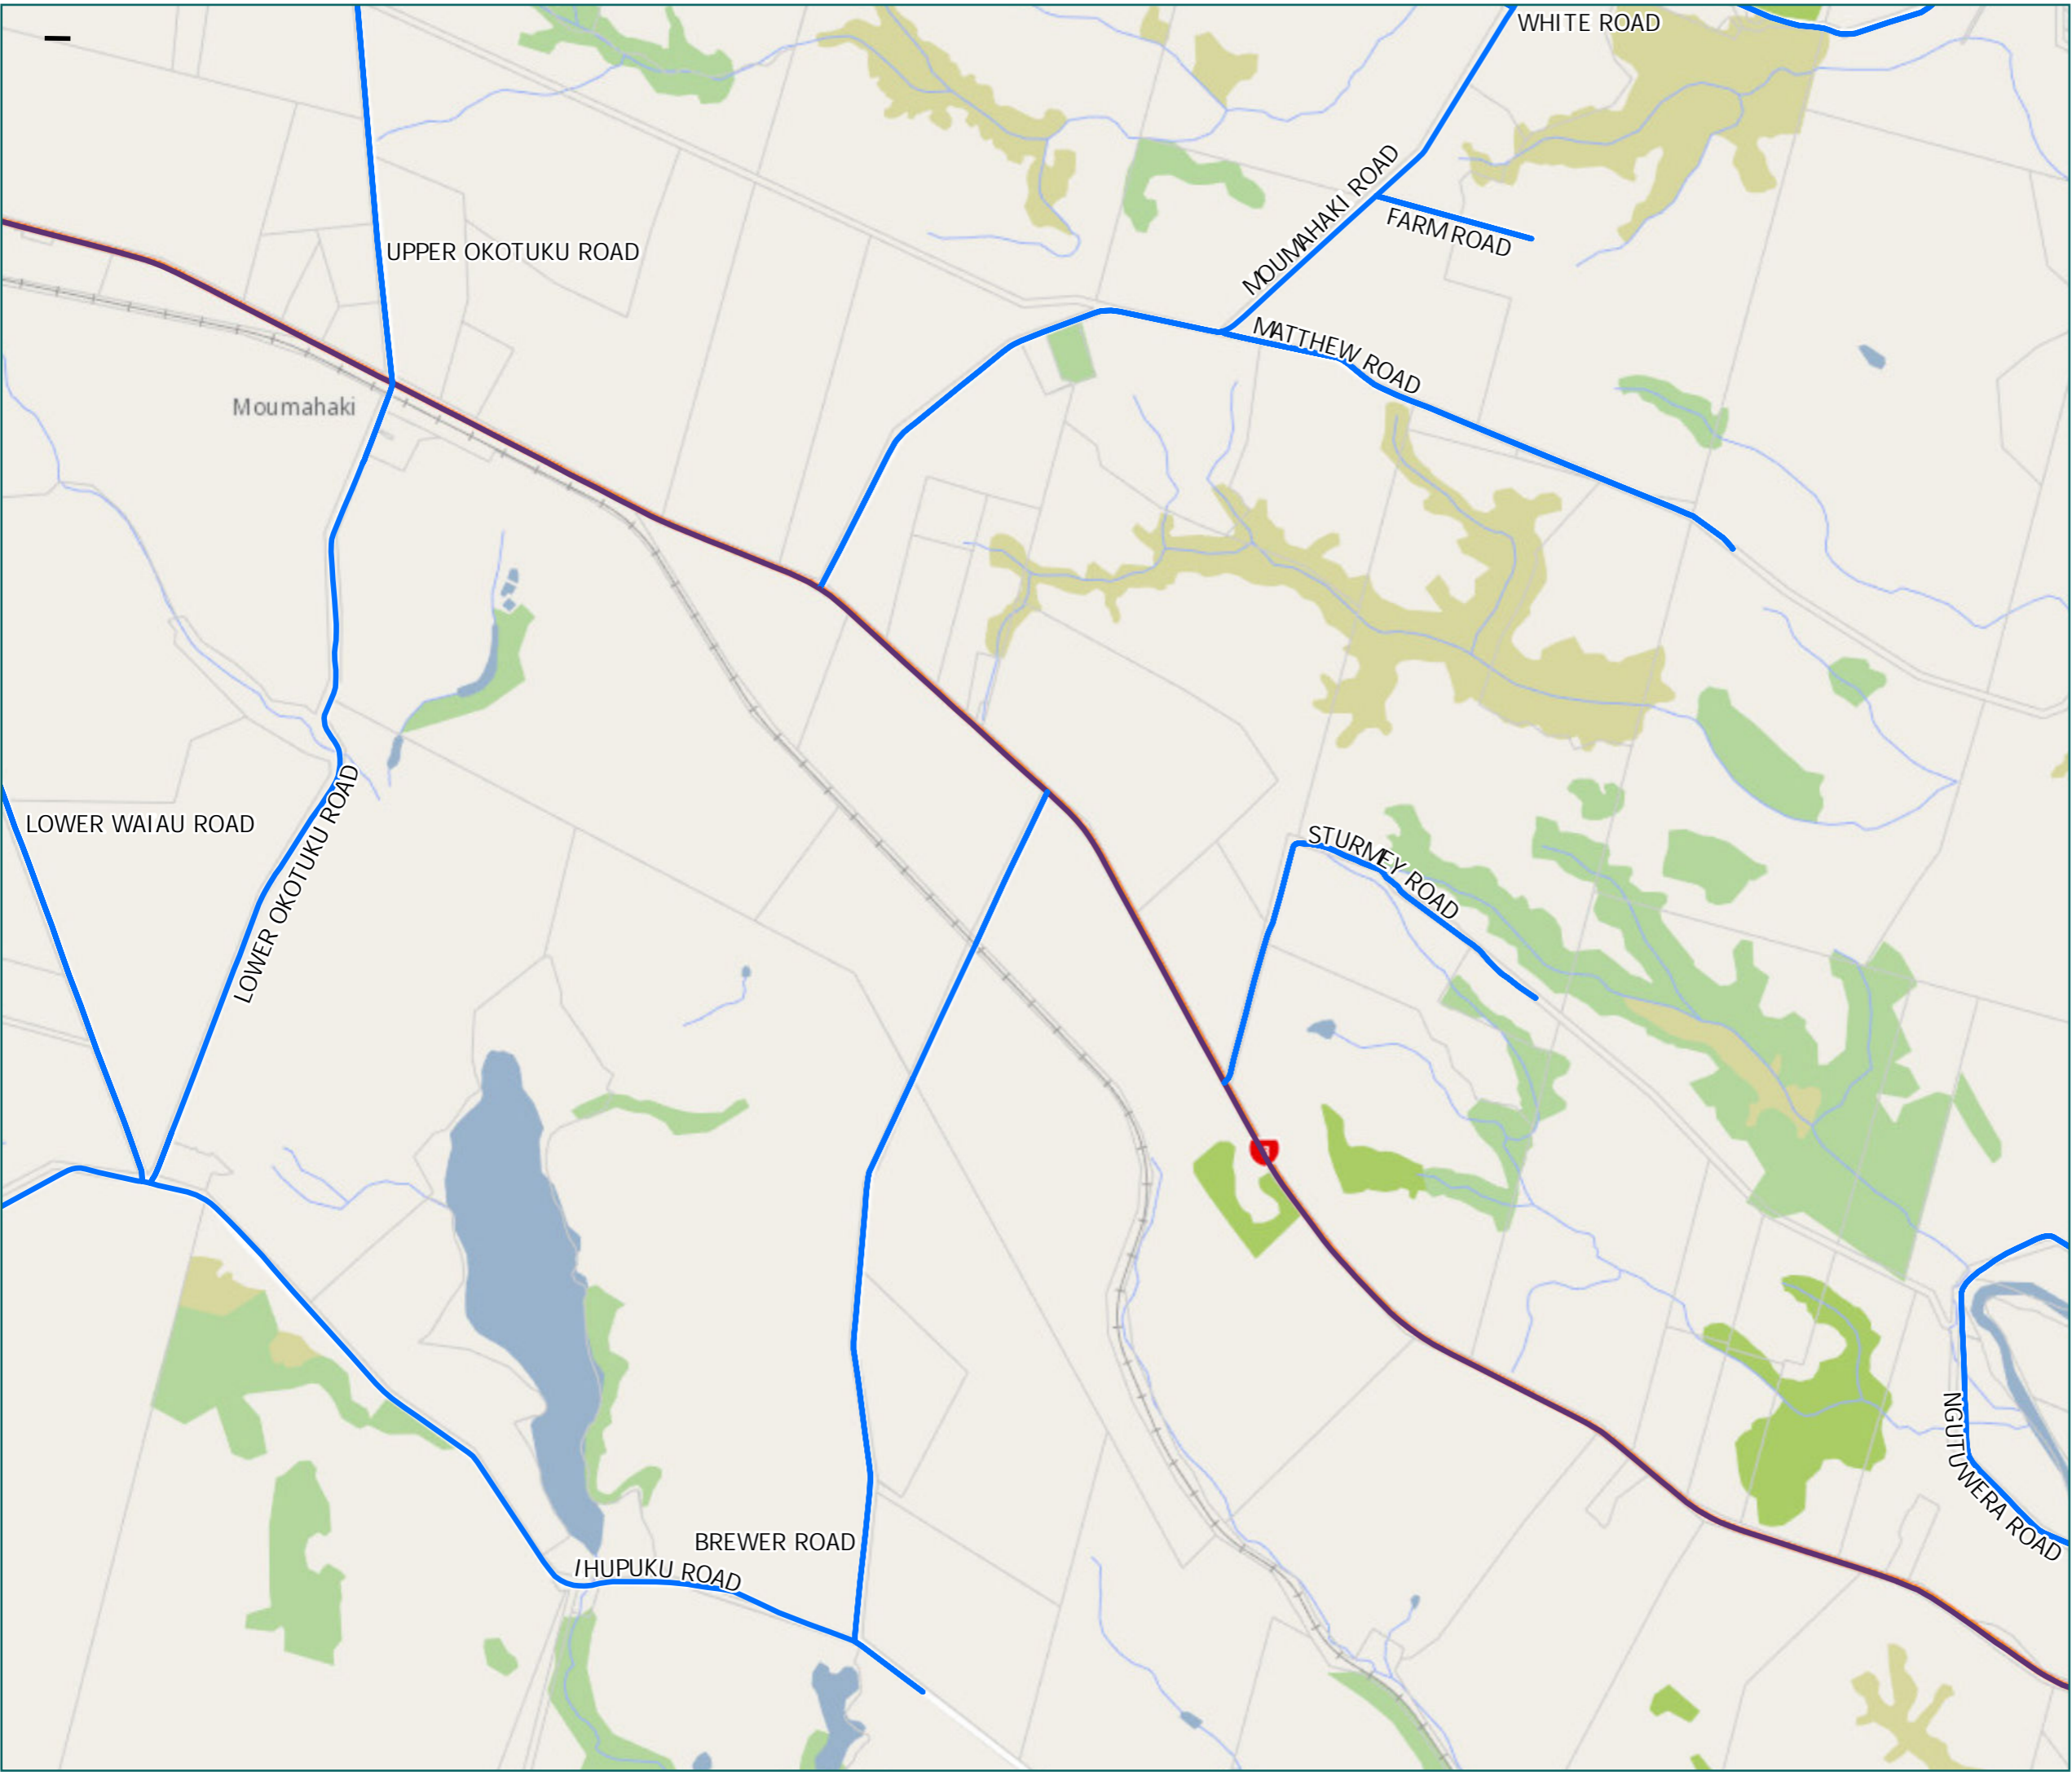 WHITE ROAD
MOUMAHAKI ROAD
FARM ROAD
UPPER OKOTUKU ROAD
MATTHEW ROAD
Moumahaki
LOWER WAIAU ROAD
LOWER OKOTUKU ROAD
STURMEY ROAD
NGUTUWERA ROAD
BREWER ROAD
IHUPUKU ROAD